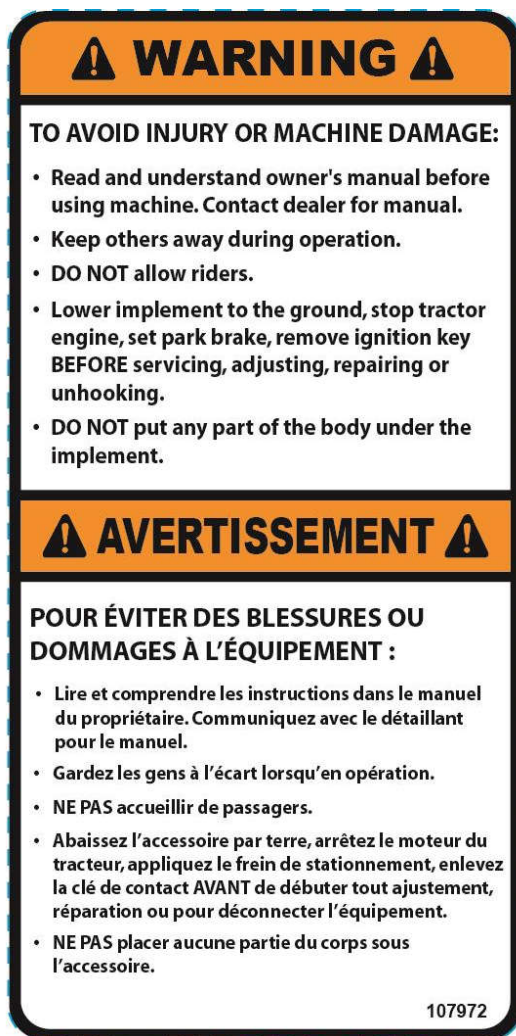 WARNING
TO AVOID INJURY OR MACHINE DAMAGE:
• Read and understand owner's manual before
using machine. Contact dealer for manual.
• Keep others away during operation.
• DO NOT allow riders.
• Lower implement to the ground, stop tractor
engine, set park brake, remove ignition key
BEFORE servicing, adjusting, repairing or
unhooking.
• DO NOT put any part of the body under the
implement.
AVERTISSEMENT
POUR ÉVITER DES BLESSURES OU
DOMMAGES À L’ÉQUIPEMENT :
• Lire et comprendre les instructions dans le manuel
du propriétaire. Communiquez avec le détaillant
pour le manuel.
• Gardez les gens à l’écart lorsqu’en opération.
• NE PAS accueillir de passagers.
• Abaissez l’accessoire par terre, arrêtez le moteur du
tracteur, appliquez le frein de stationnement, enlevez
la clé de contact AVANT de débuter tout ajustement,
réparation ou pour déconnecter l’équipement.
• NE PAS placer aucune partie du corps sous
l’accessoire.
107972